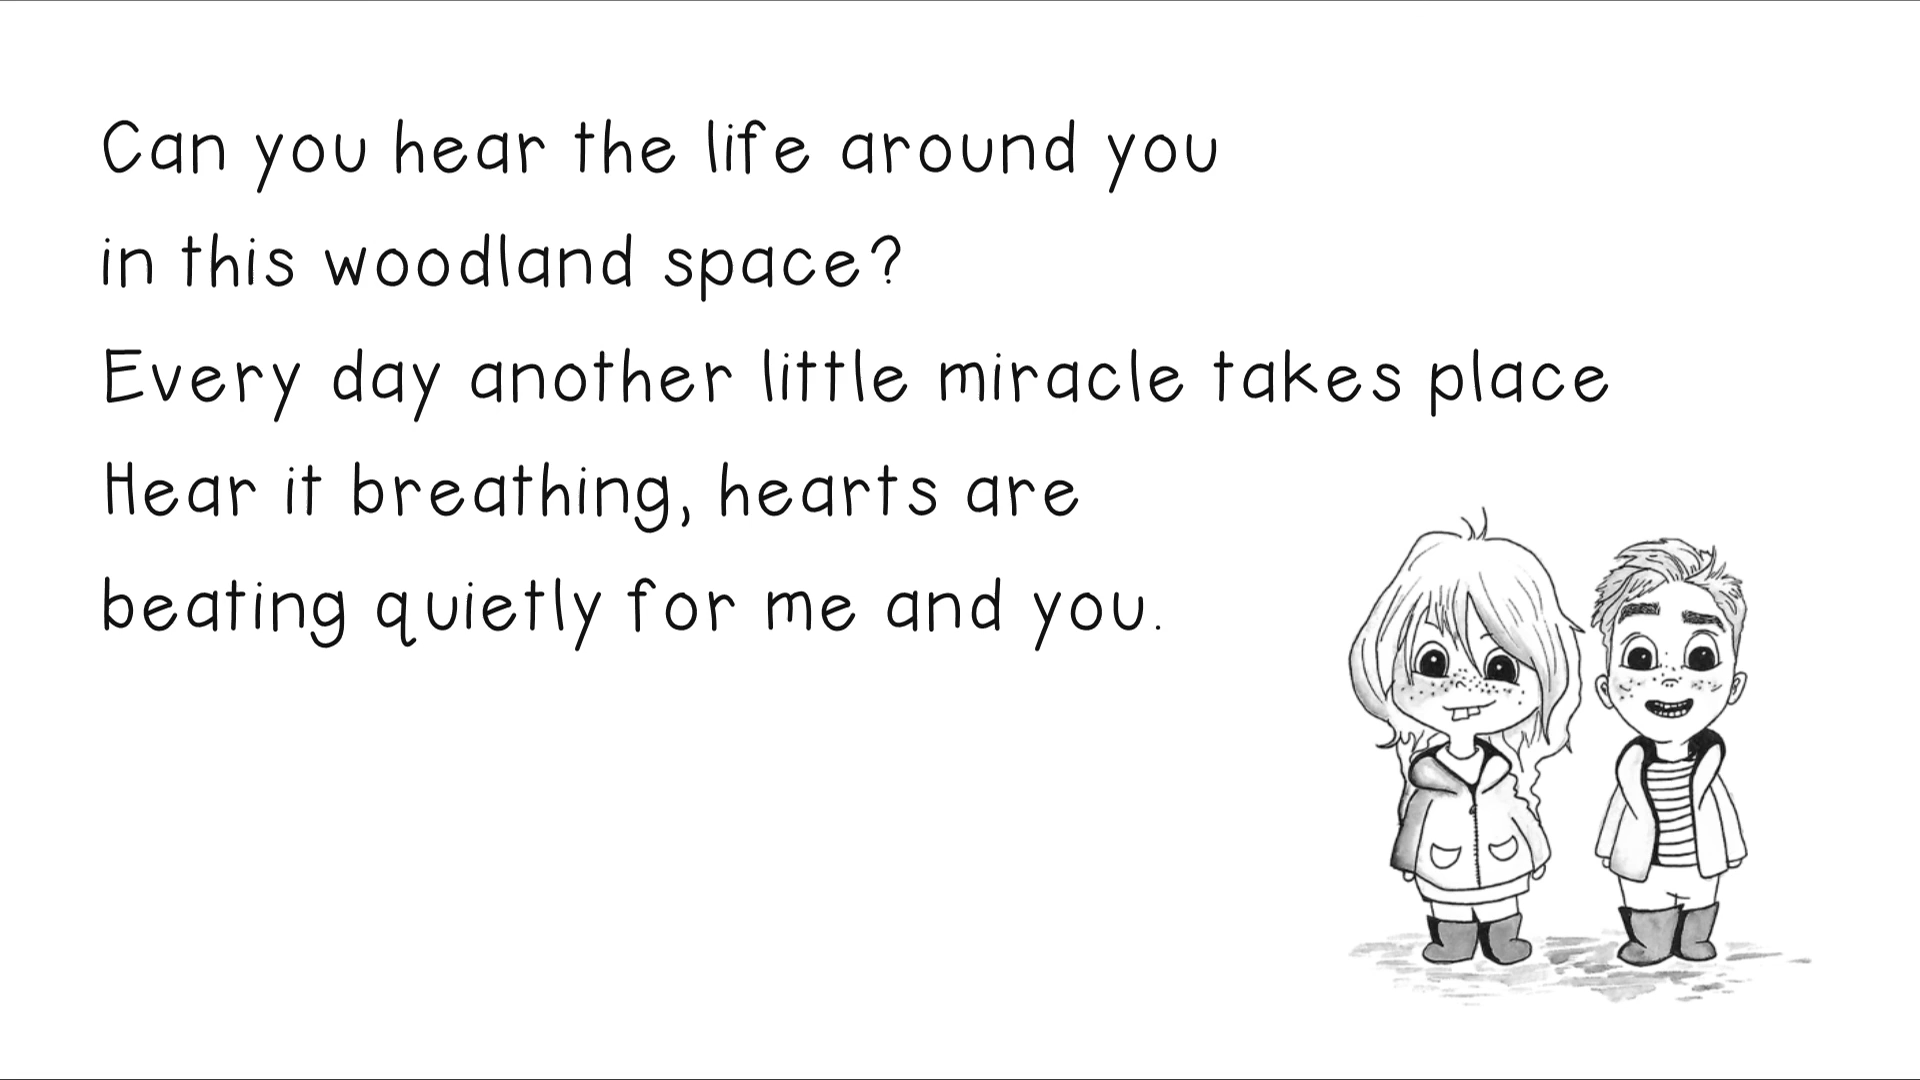 Can you hear the life around you
in this woodland space?
Every day another little miracle takes place
Hear it breathing, hearts are
beating quietly for me and you.